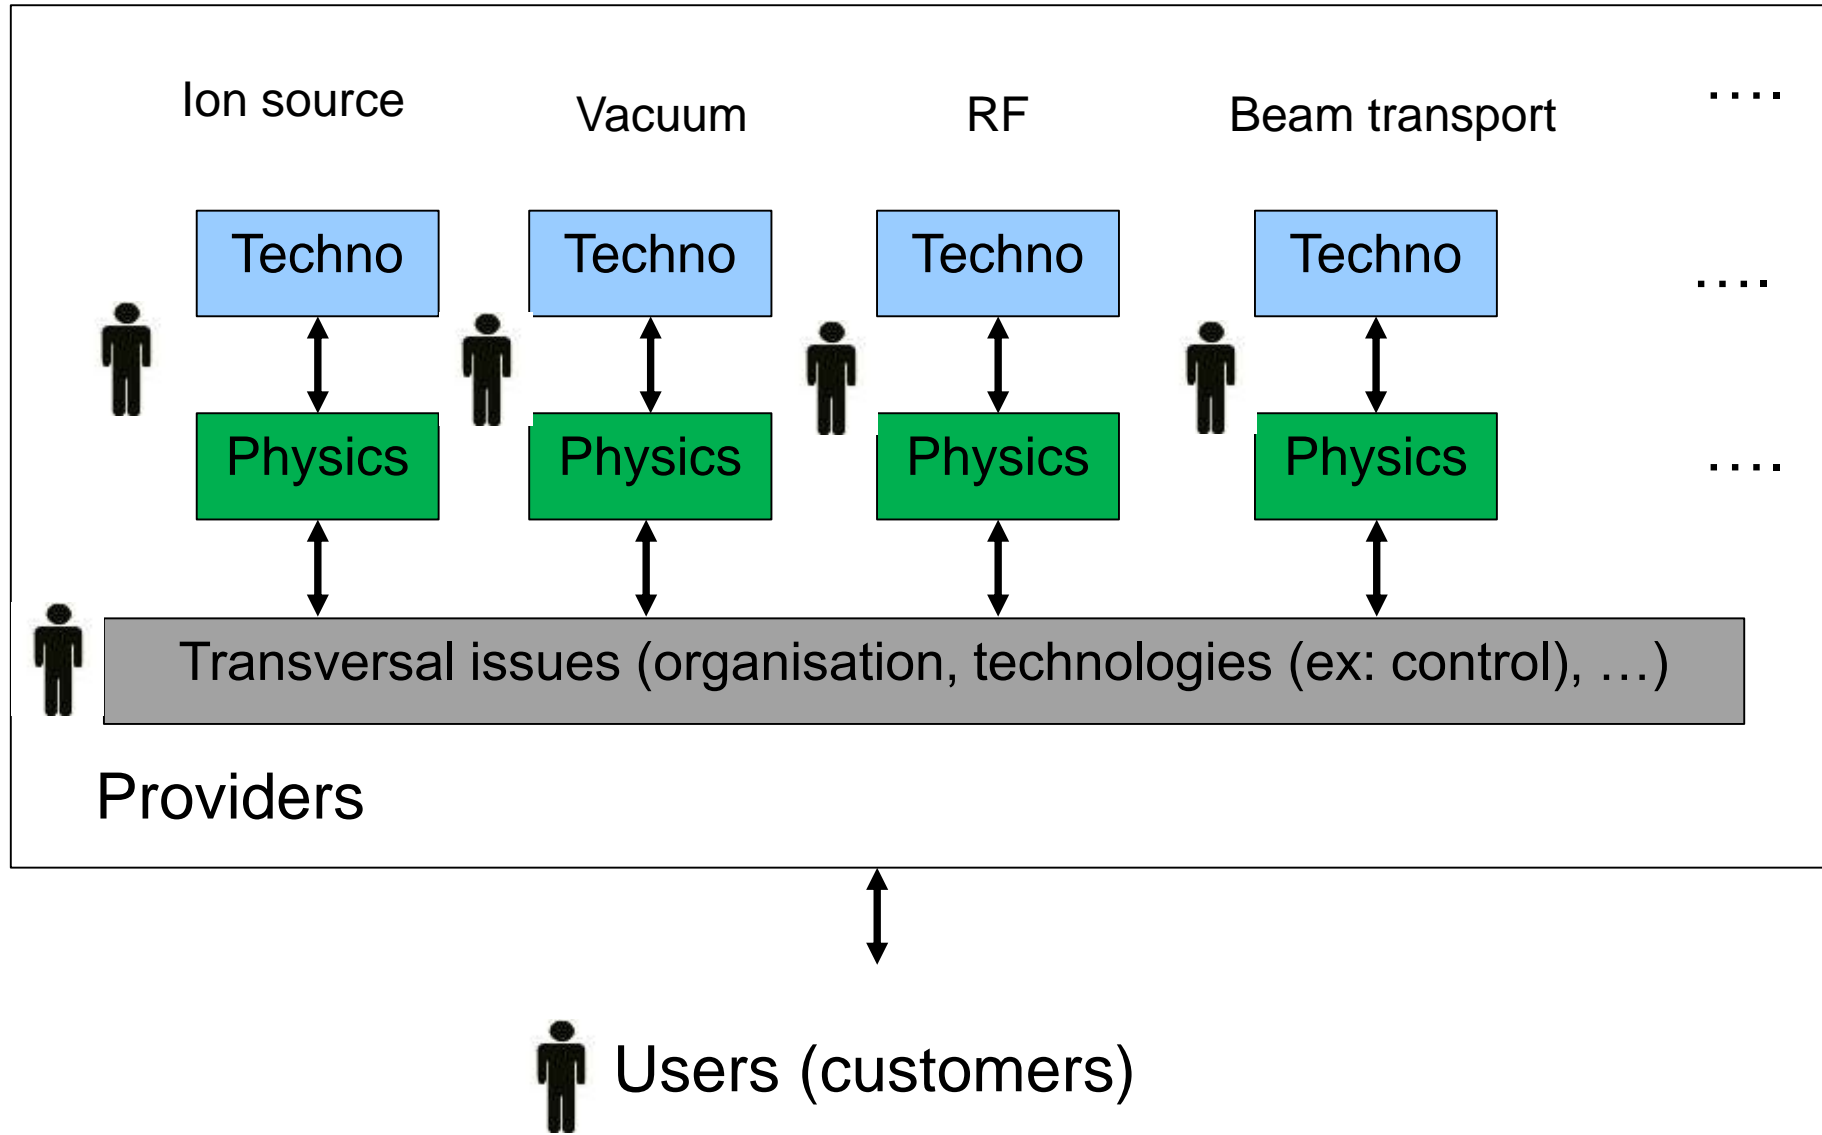 Ion source
Vacuum
RF
Beam transport
....
Techno
Techno
Techno
Techno
....
Physics
Physics
Physics
Physics
....
Transversal issues (organisation, technologies (ex: control), …)
Providers
Users (customers)